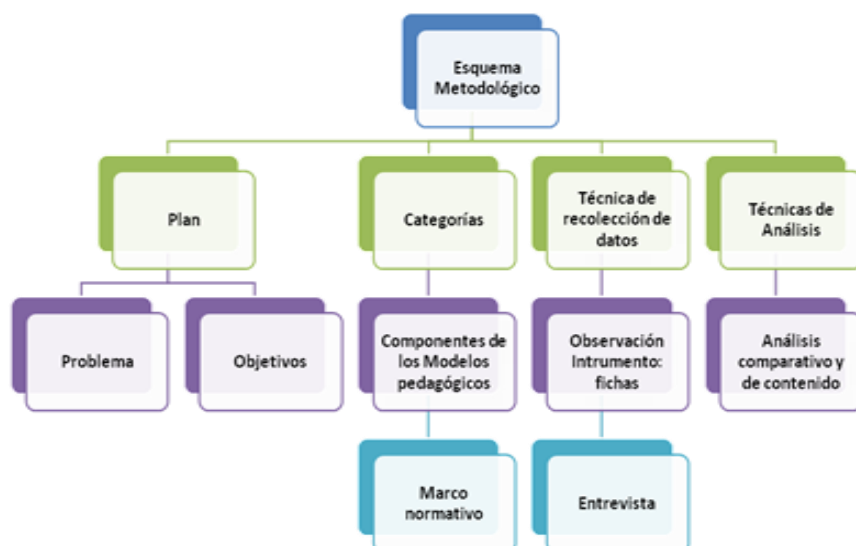 Esquema
Metodológico
Plan
Categorías
Técnica de
recolección de
datos
Técnicas de
Análisis
Problema
Objetivos
Componentes de
los Modelos
pedagógicos
Observación
Intrumento:
fichas
Análisis
comparativo y
de contenido
Marco
normativo
Entrevista